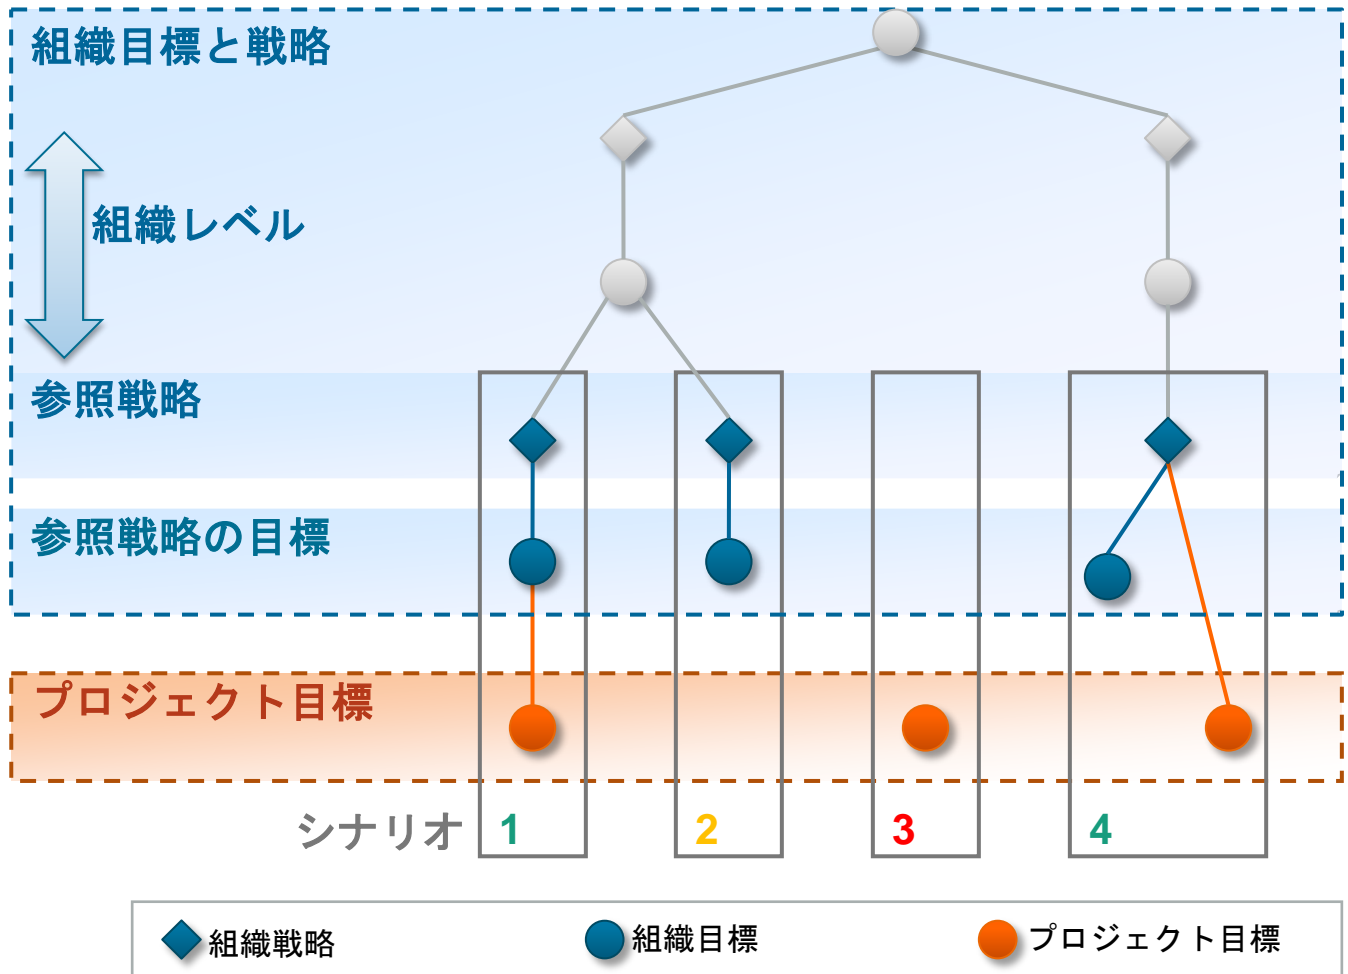 組織目標と戦略
組織レベル
参照戦略
参照戦略の目標
プロジェクト目標
シナリオ 1 2 3 4
組織戦略 組織目標 プロジェクト目標